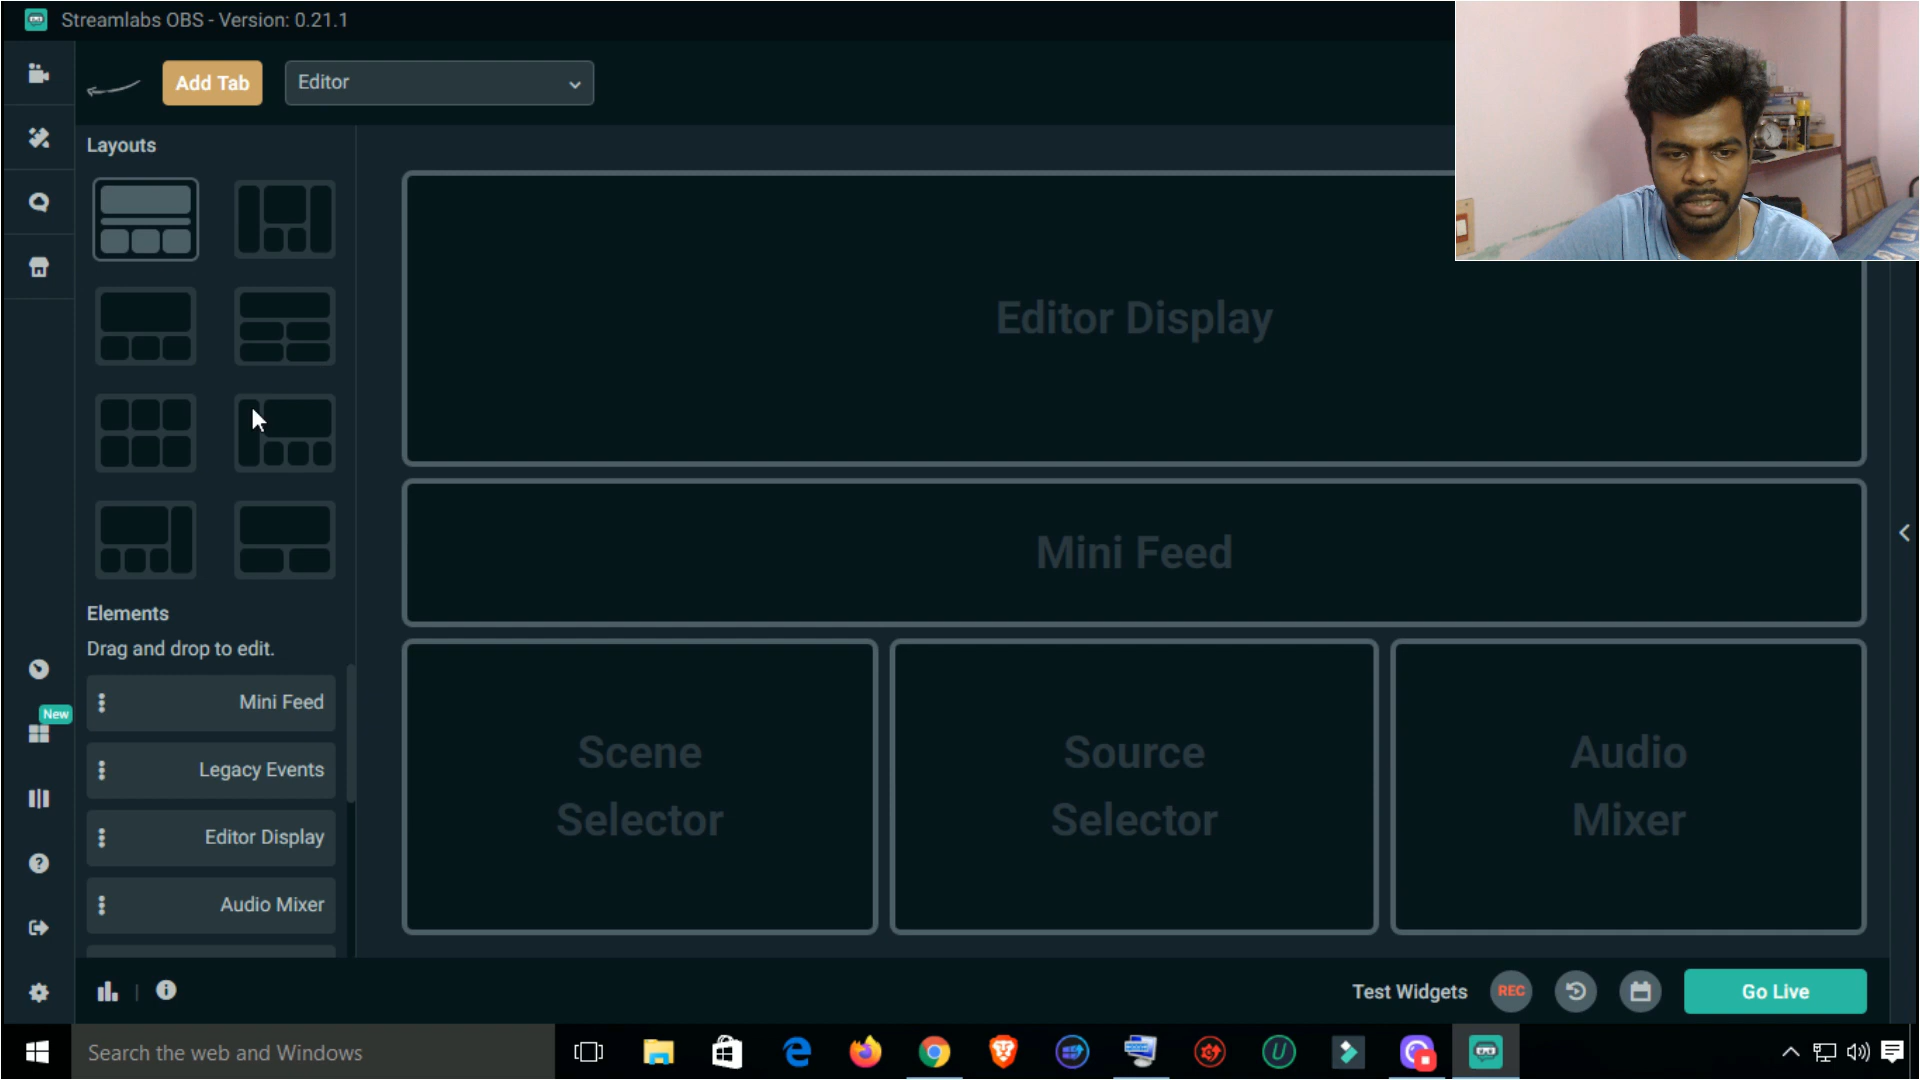 Streamlabs OBS - Version: 0.21.1
Add Tab
Editor
Layouts
Editor Display
Mini Feed
Elements
Drag and drop to edit.
Mini Feed
New
Legacy Events
Editor Display
Audio Mixer
Scene
Selector
Source
Selector
Audio
Mixer
Test Widgets
REC
Go Live
Search the web and Windows